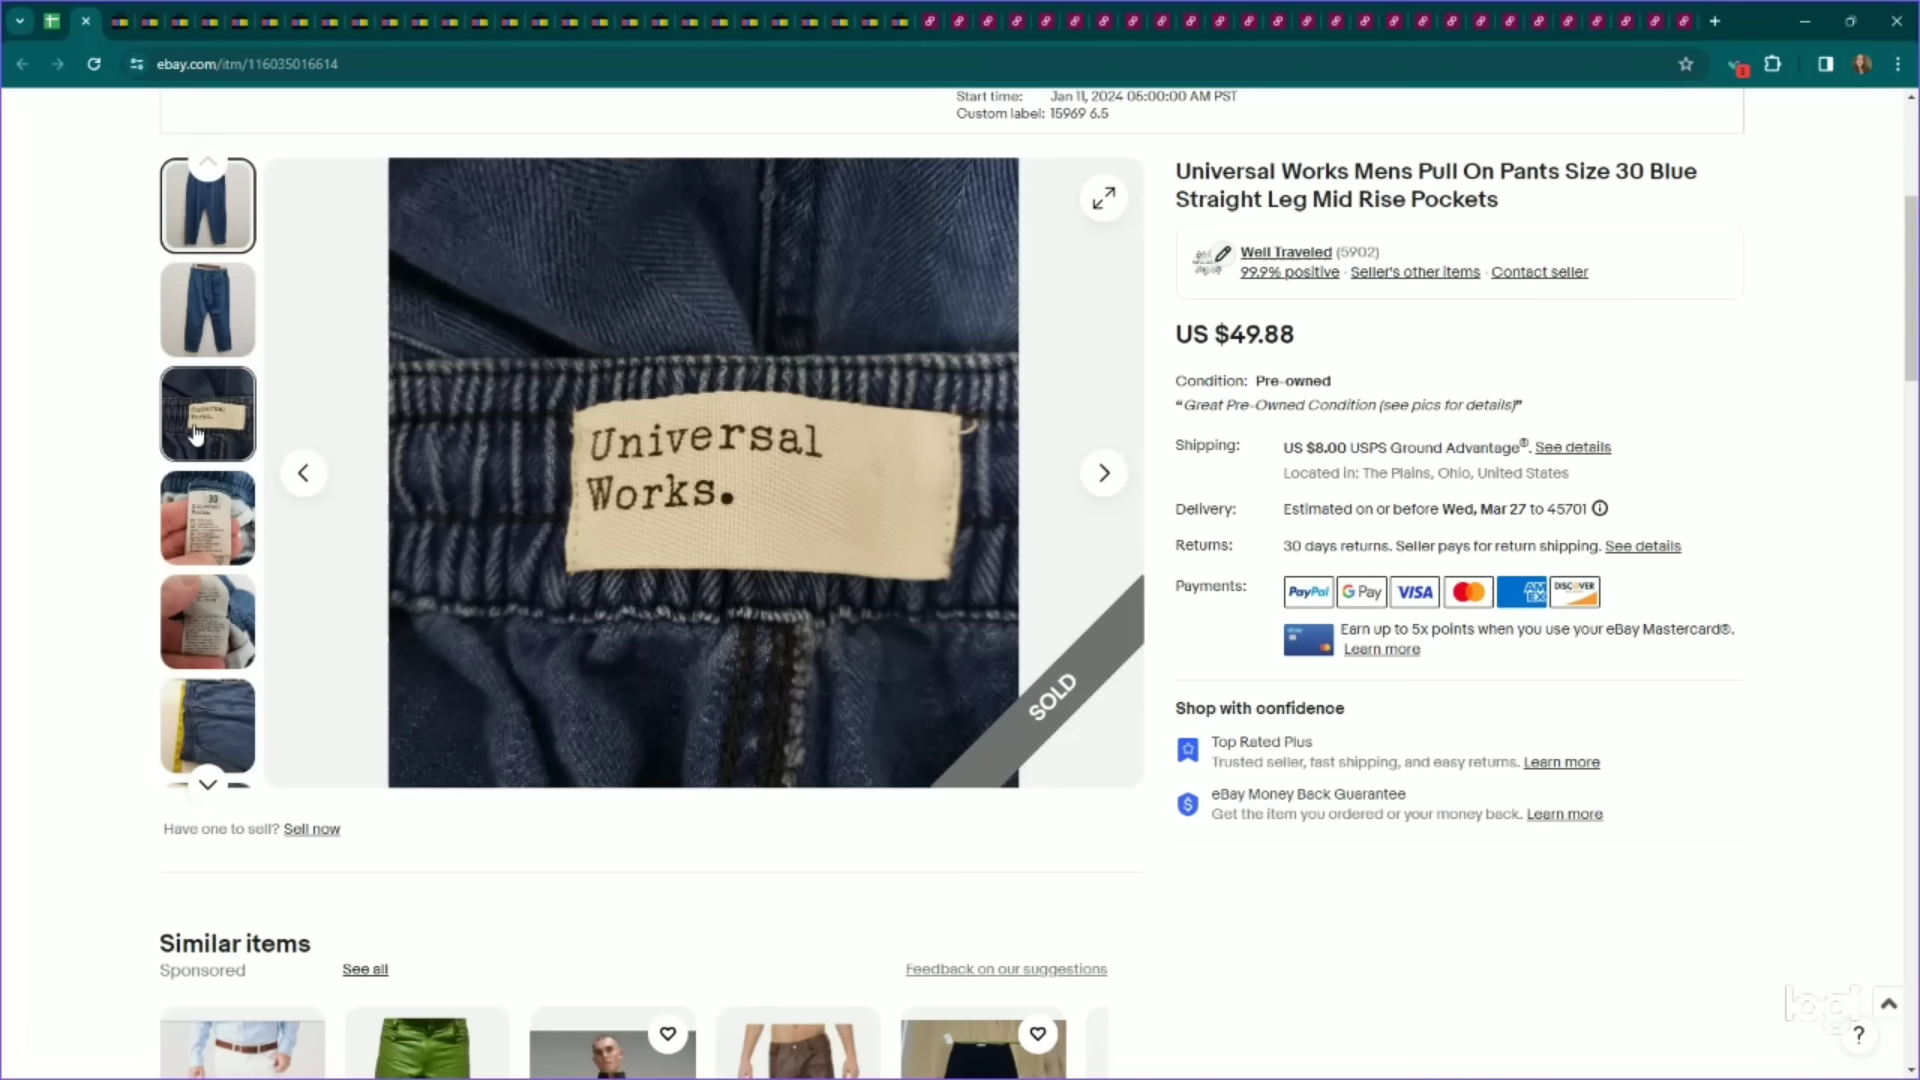 ebay.com/itm/116035016614
Start time: Jan 11, 2024 05:00:00 AM PST
Custom label: 15969 6.5
Universal Works Mens Pull On Pants Size 30 Blue
Straight Leg Mid Rise Pockets
Well Traveled (5902)
99.9% positive · Seller's other items · Contact seller
US $49.88
Condition: Pre-owned
“Great Pre-Owned Condition (see pics for details)”
Shipping: US $8.00 USPS Ground Advantage®. See details
Located in: The Plains, Ohio, United States
Delivery: Estimated on or before Wed, Mar 27 to 45701
Returns: 30 days returns. Seller pays for return shipping. See details
Payments: PayPal G Pay VISA AM EX DISCOVER
Earn up to 5x points when you use your eBay Mastercard®.
Learn more
Shop with confidence
Top Rated Plus
Trusted seller, fast shipping, and easy returns. Learn more
eBay Money Back Guarantee
Get the item you ordered or your money back. Learn more
Universal
Works.
SOLD
Have one to sell? Sell now
Similar items
Sponsored
See all
Feedback on our suggestions
logi
?